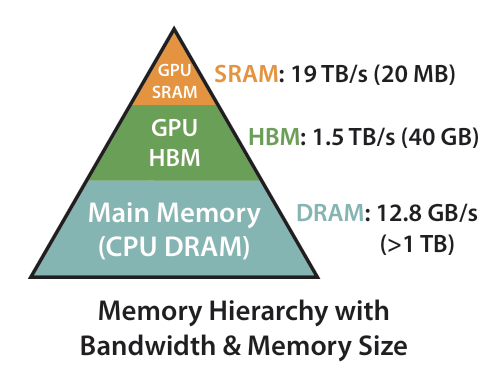 GPU
SRAM
SRAM: 19 TB/s (20 MB)
GPU
HBM
HBM: 1.5 TB/s (40 GB)
Main Memory
(CPU DRAM)
DRAM: 12.8 GB/s
(>1 TB)
Memory Hierarchy with
Bandwidth & Memory Size